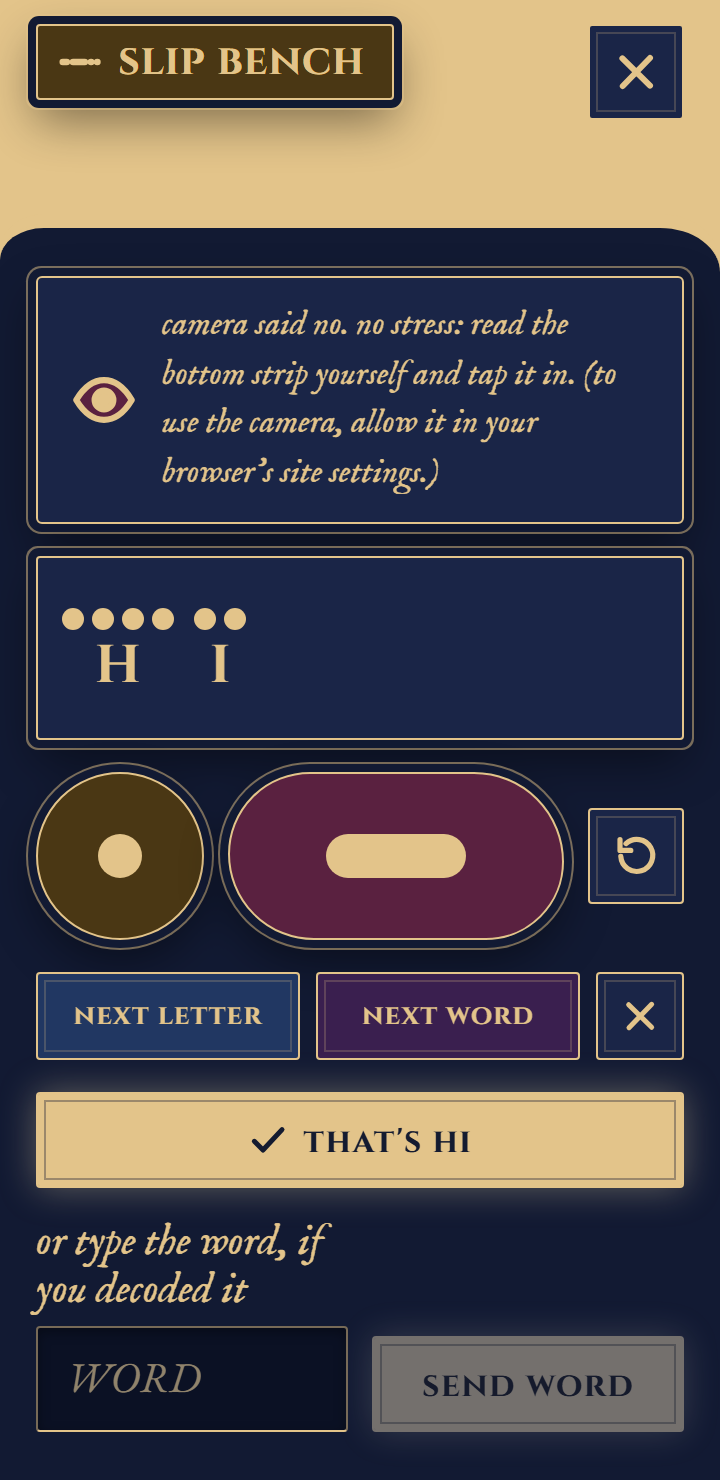 SLIP BENCH
camera said no. no stress: read the
bottom strip yourself and tap it in. (to
use the camera, allow it in your
browser's site settings.)
H I
NEXT LETTER NEXT WORD
THAT'S HI
or type the word, if
you decoded it
WORD SEND WORD